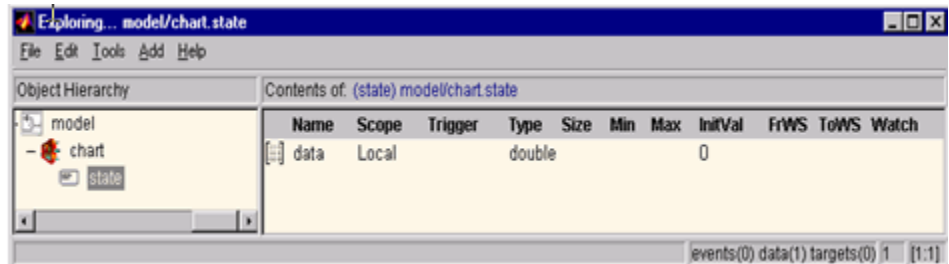 Exploring... model/chart.state
File Edit Tools Add Help
Object Hierarchy
Contents of: (state) model/chart.state
model
chart
state
Name Scope Trigger Type Size Min Max InitVal FrWS ToWS Watch
data Local double 0
events(0) data(1) targets(0) 1 [1:1]